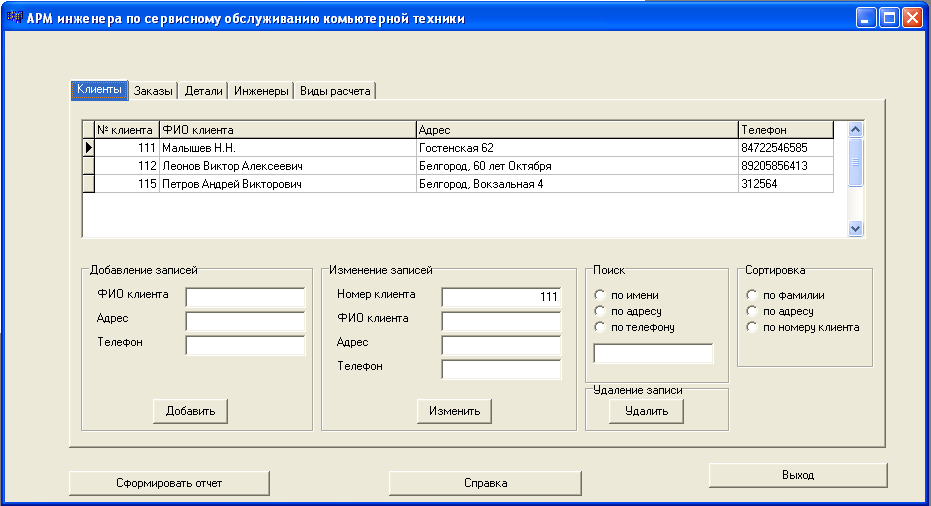 АРМ инженера по сервисному обслуживанию комьютерной техники
Клиенты Заказы Детали Инженеры Виды расчета
№ клиента ФИО клиента Адрес Телефон
111 Малышев Н.Н. Гостенская 62 84722546585
112 Леонов Виктор Алексеевич Белгород, 60 лет Октября 89205856413
115 Петров Андрей Викторович Белгород, Вокзальная 4 312564
Добавление записей
ФИО клиента
Адрес
Телефон
Добавить
Изменение записей
Номер клиента 111
ФИО клиента
Адрес
Телефон
Изменить
Поиск
по имени
по адресу
по телефону
Удаление записи
Удалить
Сортировка
по фамилии
по адресу
по номеру клиента
Сформировать отчет
Справка
Выход